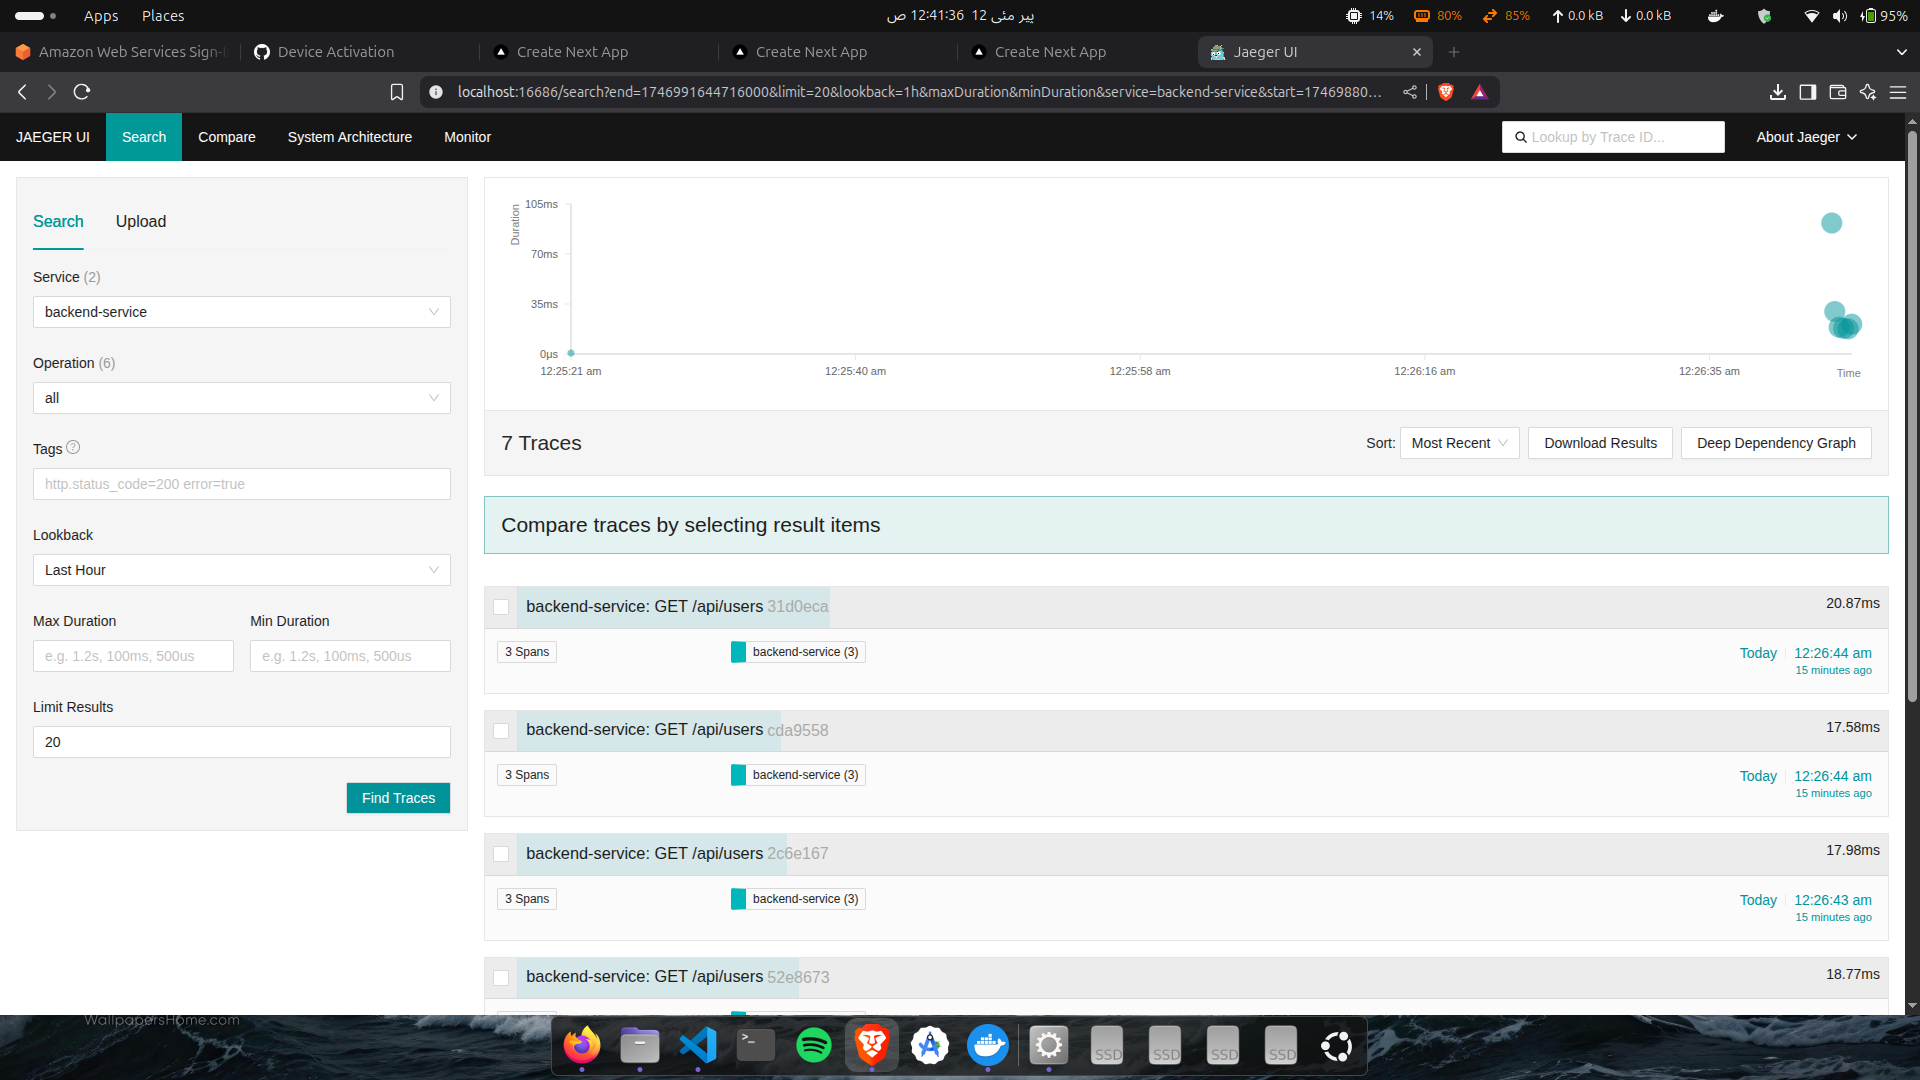 Apps Places پیر مئی 12 12:41:36 ص 14% 80% 85% 0.0 kB 0.0 kB 95%
Amazon Web Services Sign-I Device Activation Create Next App Create Next App Create Next App Jaeger UI
localhost:16686/search?end=1746991644716000&limit=20&lookback=1h&maxDuration&minDuration&service=backend-service&start=17469880...
JAEGER UI Search Compare System Architecture Monitor Lookup by Trace ID... About Jaeger
Search Upload
Service (2)
backend-service
Operation (6)
all
Tags ?
http.status_code=200 error=true
Lookback
Last Hour
Max Duration Min Duration
e.g. 1.2s, 100ms, 500us e.g. 1.2s, 100ms, 500us
Limit Results
20
Find Traces
Duration
105ms
70ms
35ms
0μs
12:25:21 am 12:25:40 am 12:25:58 am 12:26:16 am 12:26:35 am Time
7 Traces Sort: Most Recent Download Results Deep Dependency Graph
Compare traces by selecting result items
backend-service: GET /api/users 31d0eca 20.87ms
3 Spans backend-service (3) Today 12:26:44 am
15 minutes ago
backend-service: GET /api/users cda9558 17.58ms
3 Spans backend-service (3) Today 12:26:44 am
15 minutes ago
backend-service: GET /api/users 2c6e167 17.98ms
3 Spans backend-service (3) Today 12:26:43 am
15 minutes ago
backend-service: GET /api/users 52e8673 18.77ms
WallpapersHome.com
>_ SSD SSD SSD SSD